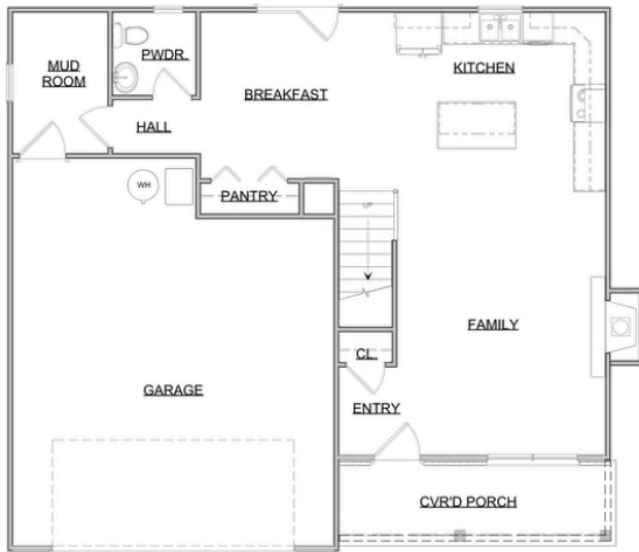 PWDR.
MUD
ROOM
KITCHEN
BREAKFAST
HALL
WH
PANTRY
UP
FAMILY
CL.
GARAGE
ENTRY
CVR'D PORCH